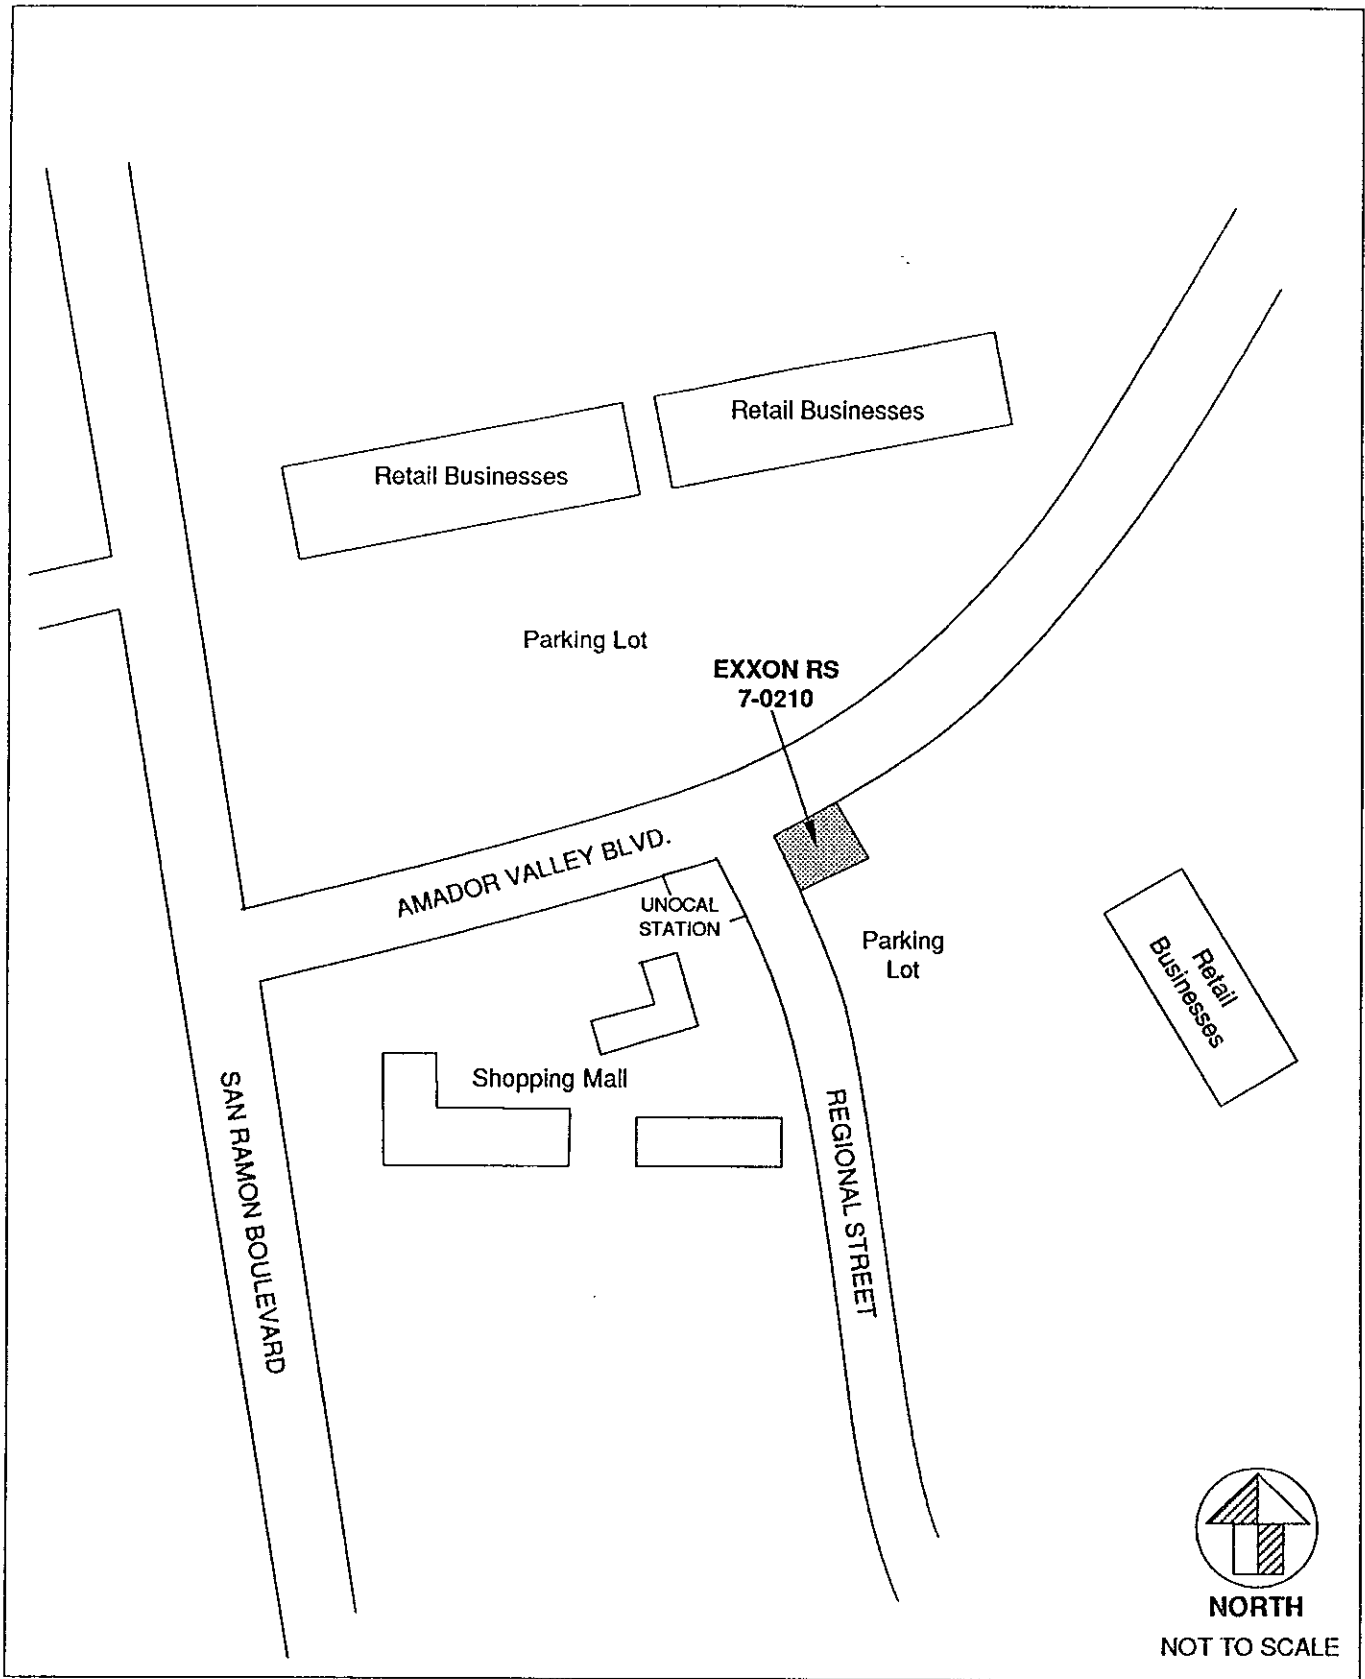 Retail Businesses
Retail Businesses
Parking Lot
EXXON RS
7-0210
AMADOR VALLEY BLVD.
UNOCAL
STATION
Parking
Lot
Retail
Businesses
Shopping Mall
SAN RAMON BOULEVARD
REGIONAL STREET
NORTH
NOT TO SCALE